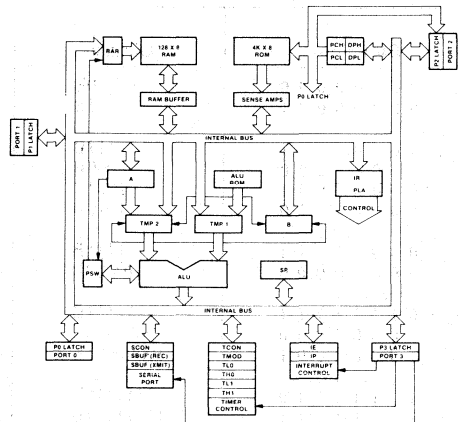 RAR
128 X 8
RAM
4K X 8
ROM
PCH DPH
PCL DPL
P2 LATCH
PORT 2
P0 LATCH
RAM BUFFER
SENSE AMPS
PORT 1
P1 LATCH
INTERNAL BUS
A
ALU
ROM
IR
PLA
CONTROL
TMP 2
TMP 1
B
PSW
ALU
SP
INTERNAL BUS
P0 LATCH
PORT 0
SCON
SBUF (REC)
SBUF (XMIT)
SERIAL
PORT
TCON
TMOD
TL0
TH0
TL1
TH1
TIMER
CONTROL
IE
IP
INTERRUPT
CONTROL
P3 LATCH
PORT 3